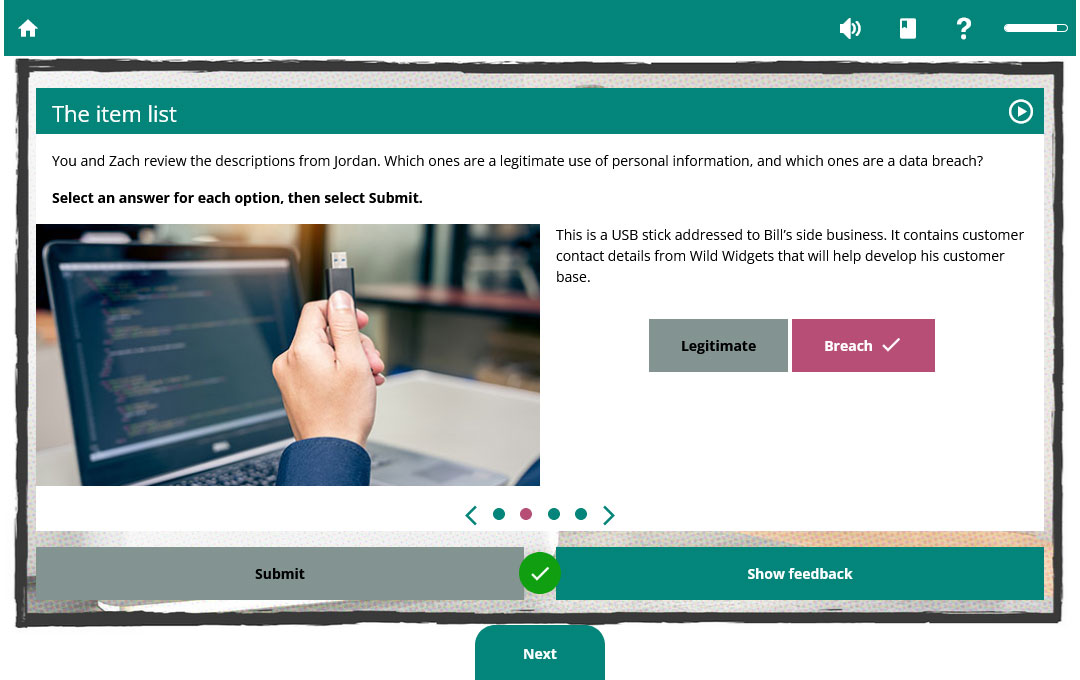 The item list
You and Zach review the descriptions from Jordan. Which ones are a legitimate use of personal information, and which ones are a data breach?
Select an answer for each option, then select Submit.
This is a USB stick addressed to Bill’s side business. It contains customer
contact details from Wild Widgets that will help develop his customer
base.
Legitimate
Breach
Submit
Show feedback
Next